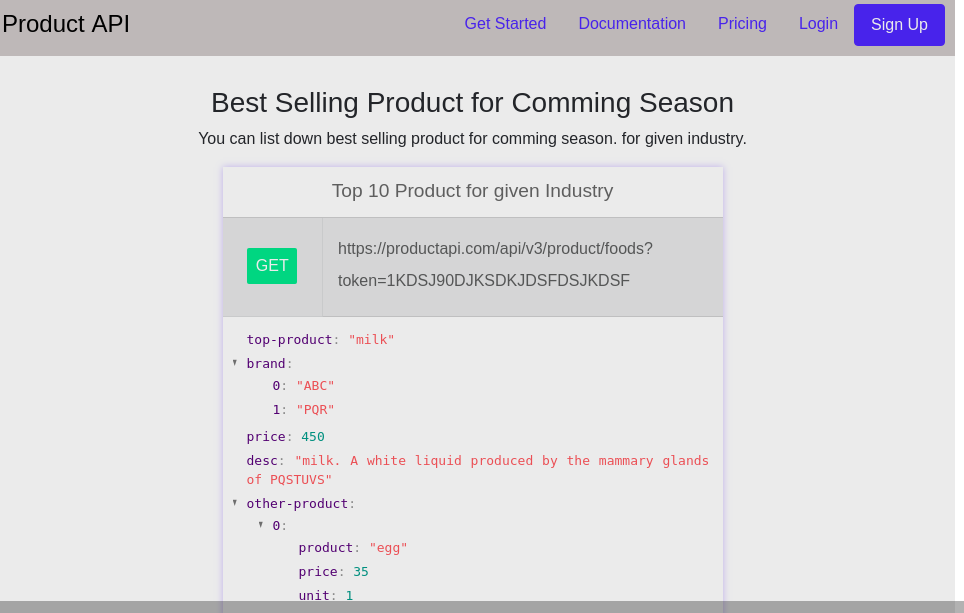 Product API
Get Started Documentation Pricing Login Sign Up
Best Selling Product for Comming Season
You can list down best selling product for comming season. for given industry.
Top 10 Product for given Industry
GET
https://productapi.com/api/v3/product/foods?
token=1KDSJ90DJKSDKJDSFDSJKDSF
top-product: "milk"
brand:
0: "ABC"
1: "PQR"
price: 450
desc: "milk. A white liquid produced by the mammary glands
of PQSTUVS"
other-product:
0:
product: "egg"
price: 35
unit: 1